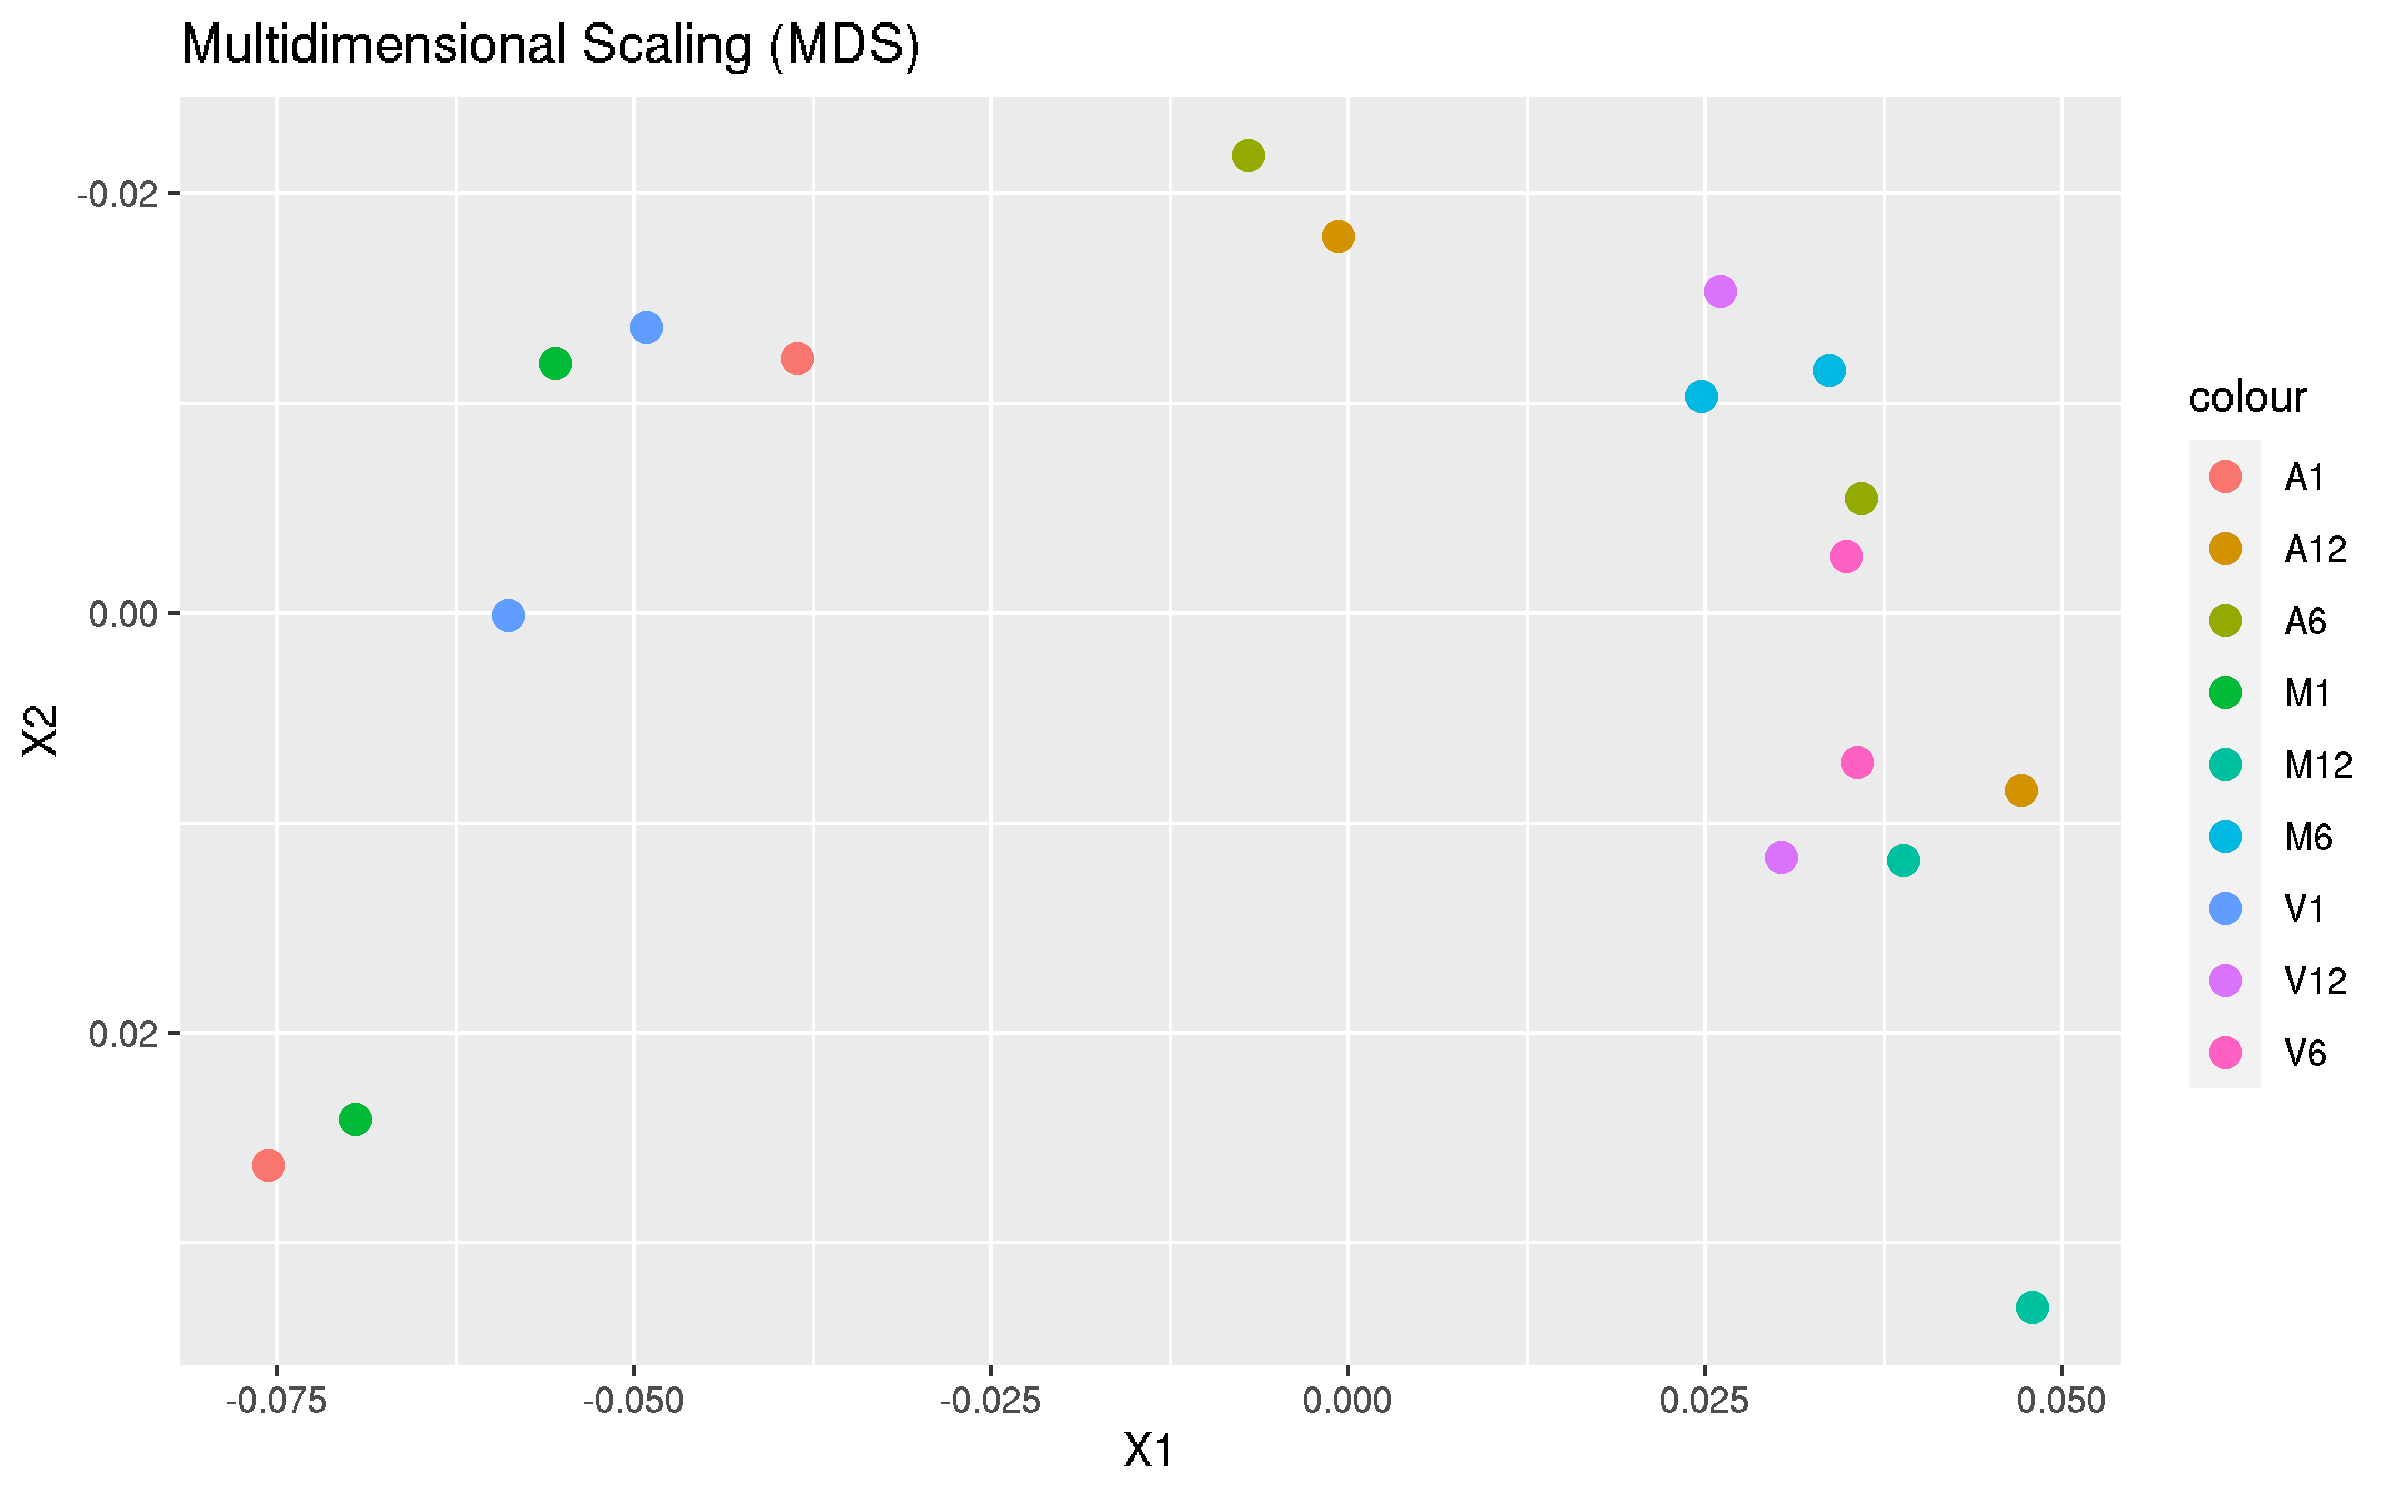 Multidimensional Scaling (MDS)
-0.02
0.00
0.02
X2
-0.075
-0.050
-0.025
0.000
0.025
0.050
X1
colour
A1
A12
A6
M1
M12
M6
V1
V12
V6